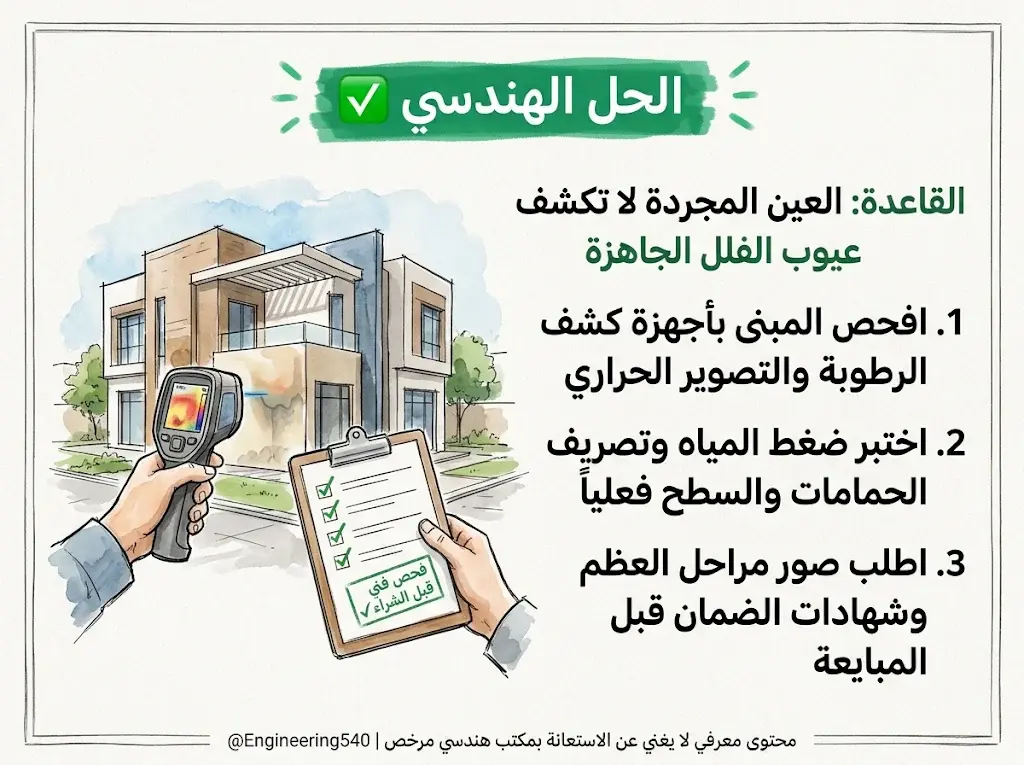 الحل الهندسي ✅
القاعدة: العين المجردة لا تكشف
عيوب الفلل الجاهزة
1. افحص المبنى بأجهزة كشف
الرطوبة والتصوير الحراري
2. اختبر ضغط المياه وتصريف
الحمامات والسطح فعلياً
3. اطلب صور مراحل العظم
وشهادات الضمان قبل
المبايعة
فحص فني
قبل الشراء ✓
محتوى معرفي لا يغني عن الاستعانة بمكتب هندسي مرخص | @Engineering540